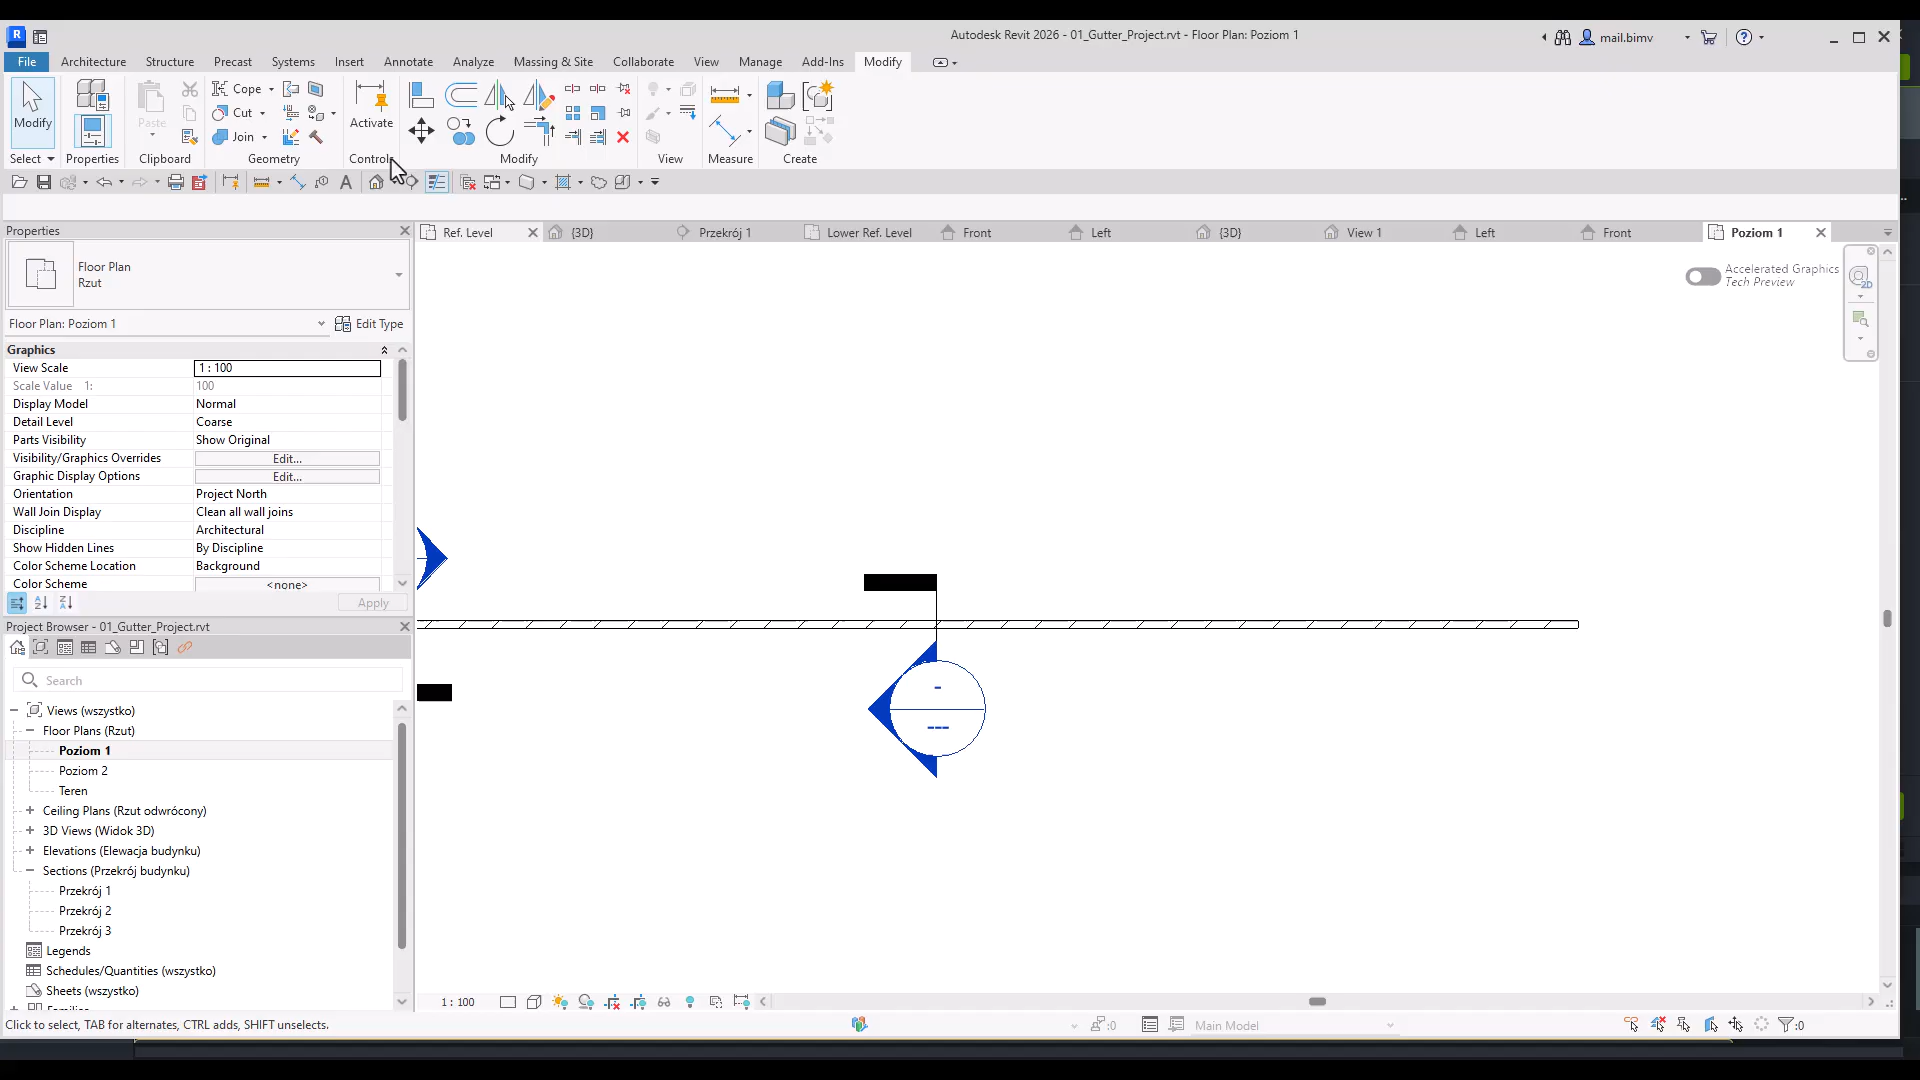 Autodesk Revit 2026 - 01_Gutter_Project.rvt - Floor Plan: Poziom 1
mail.bimv
File Architecture Structure Precast Systems Insert Annotate Analyze Massing & Site Collaborate View Manage Add-Ins Modify
Modify
Paste
Cope
Cut
Join
Activate
Select Properties Clipboard Geometry Controls Modify View Measure Create
Properties
Ref. Level {3D} Przekrój 1 Lower Ref. Level Front Left {3D} View 1 Left Front Poziom 1
Floor Plan
Rzut
Floor Plan: Poziom 1 Edit Type
Graphics
View Scale 1 : 100
Scale Value 1: 100
Display Model Normal
Detail Level Coarse
Parts Visibility Show Original
Visibility/Graphics Overrides Edit...
Graphic Display Options Edit...
Orientation Project North
Wall Join Display Clean all wall joins
Discipline Architectural
Show Hidden Lines By Discipline
Color Scheme Location Background
Color Scheme <none>
Apply
Accelerated Graphics
Tech Preview
2D
-
---
Project Browser - 01_Gutter_Project.rvt
Search
Views (wszystko)
Floor Plans (Rzut)
Poziom 1
Poziom 2
Teren
Ceiling Plans (Rzut odwrócony)
3D Views (Widok 3D)
Elevations (Elewacja budynku)
Sections (Przekrój budynku)
Przekrój 1
Przekrój 2
Przekrój 3
Legends
Schedules/Quantities (wszystko)
Sheets (wszystko)
1 : 100
Click to select, TAB for alternates, CTRL adds, SHIFT unselects.
:0
Main Model
:0